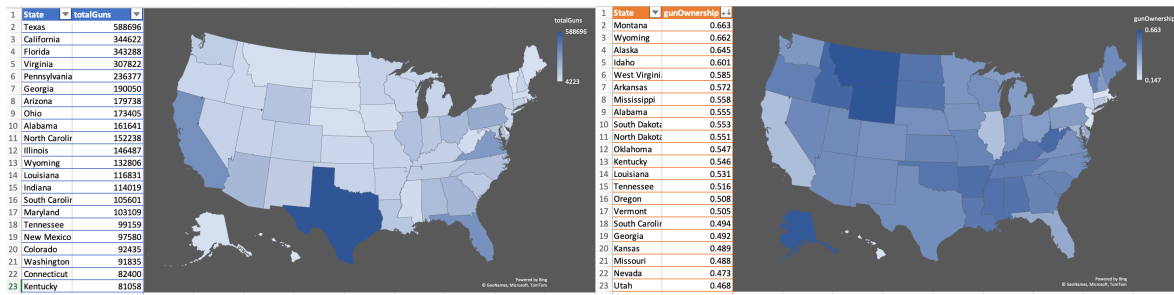 1 State totalGuns
2 Texas 588696
3 California 344622
4 Florida 343288
5 Virginia 307822
6 Pennsylvania 236377
7 Georgia 190050
8 Arizona 179738
9 Ohio 173405
10 Alabama 161641
11 North Carolin 152238
12 Illinois 146487
13 Wyoming 132806
14 Louisiana 116831
15 Indiana 114019
16 South Carolin 105601
17 Maryland 103109
18 Tennessee 99159
19 New Mexico 97580
20 Colorado 92435
21 Washington 91835
22 Connecticut 82400
23 Kentucky 81058
totalGuns
588696
4223
Powered by Bing
© GeoNames, Microsoft, TomTom
1 State gunOwnership
2 Montana 0.663
3 Wyoming 0.662
4 Alaska 0.645
5 Idaho 0.601
6 West Virgini 0.585
7 Arkansas 0.572
8 Mississippi 0.558
9 Alabama 0.555
10 South Dakota 0.553
11 North Dakota 0.551
12 Oklahoma 0.547
13 Kentucky 0.546
14 Louisiana 0.531
15 Tennessee 0.516
16 Oregon 0.508
17 Vermont 0.505
18 South Carolin 0.494
19 Georgia 0.492
20 Kansas 0.489
21 Missouri 0.488
22 Nevada 0.473
23 Utah 0.468
gunOwnership
0.663
0.147
Powered by Bing
© GeoNames, Microsoft, TomTom